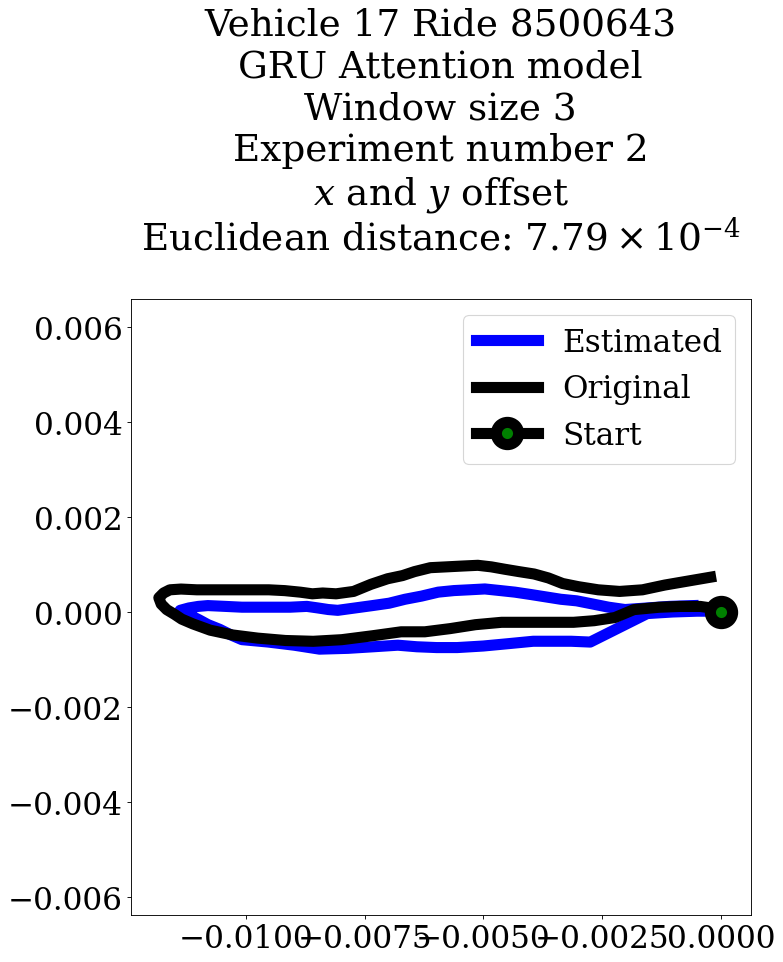 Vehicle 17 Ride 8500643
GRU Attention model
Window size 3
Experiment number 2
x and y offset
Euclidean distance: 7.79 × 10⁻⁴
Estimated
Original
Start
0.006
0.004
0.002
0.000
−0.002
−0.004
−0.006
−0.0100 −0.0075 −0.0050 −0.0025 0.0000